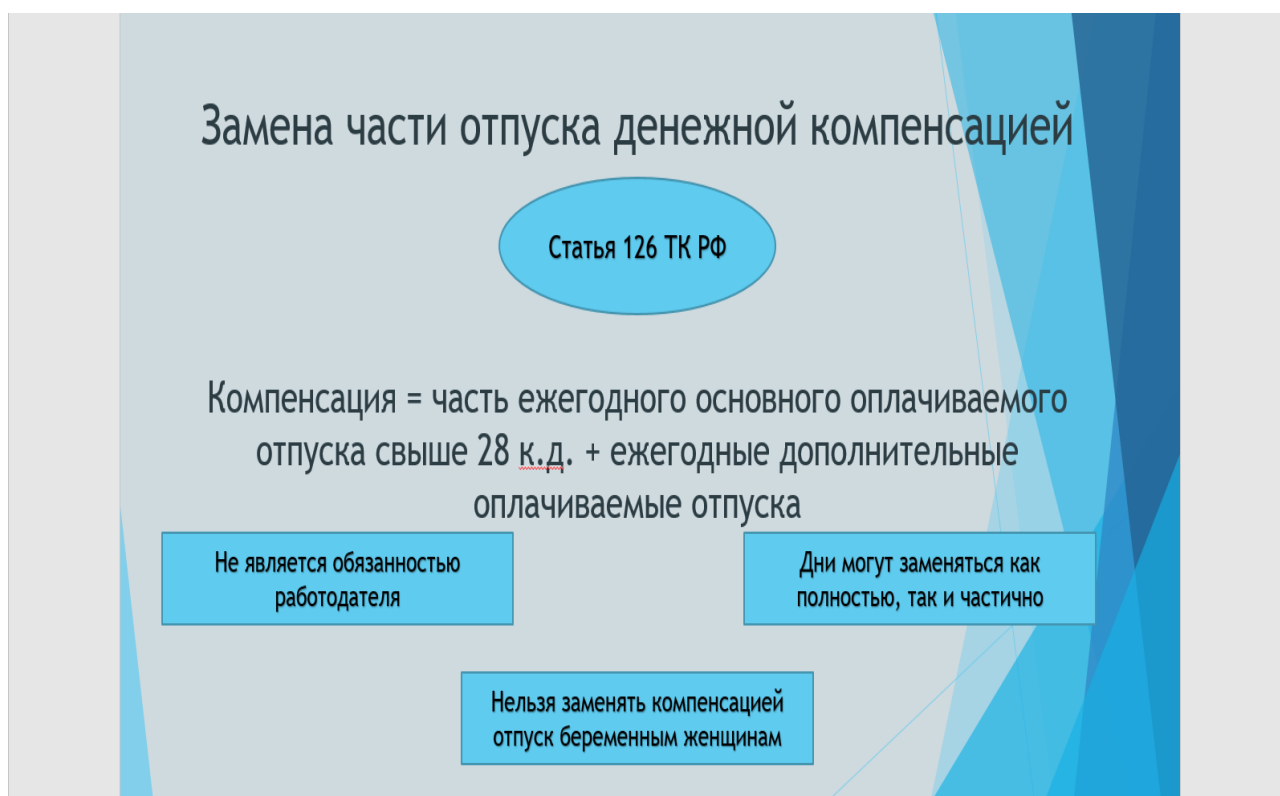 Замена части отпуска денежной компенсацией
Статья 126 ТК РФ
Компенсация = часть ежегодного основного оплачиваемого
отпуска свыше 28 к.д. + ежегодные дополнительные
оплачиваемые отпуска
Не является обязанностью
работодателя
Дни могут заменяться как
полностью, так и частично
Нельзя заменять компенсацией
отпуск беременным женщинам